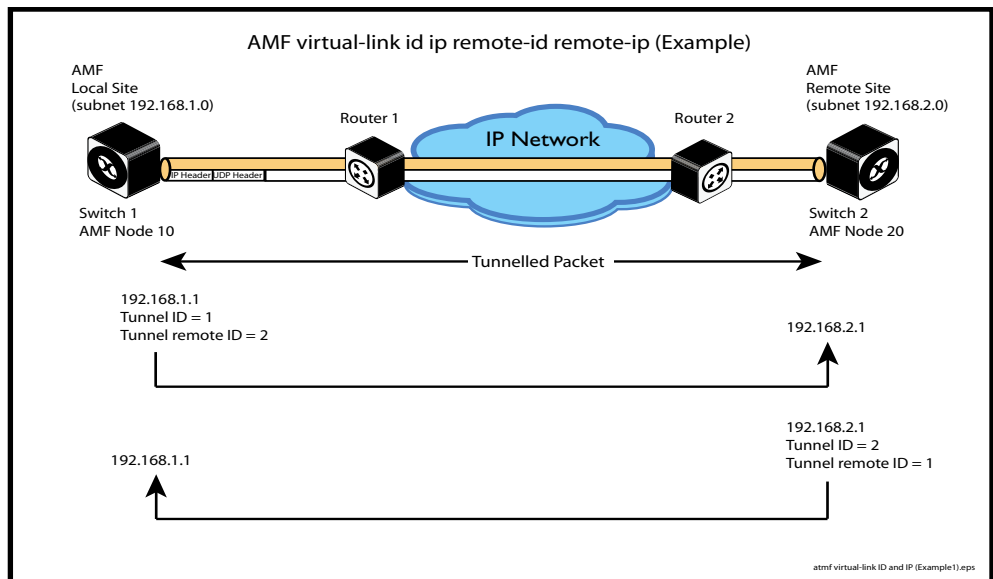 AMF virtual-link id ip remote-id remote-ip (Example)
AMF
Local Site
(subnet 192.168.1.0)
AMF
Remote Site
(subnet 192.168.2.0)
Router 1
IP Network
Router 2
IP Header
UDP Header
Switch 1
AMF Node 10
Switch 2
AMF Node 20
Tunnelled Packet
192.168.1.1
Tunnel ID = 1
Tunnel remote ID = 2
192.168.2.1
192.168.2.1
Tunnel ID = 2
Tunnel remote ID = 1
192.168.1.1
atmf virtual-link ID and IP (Example1).eps